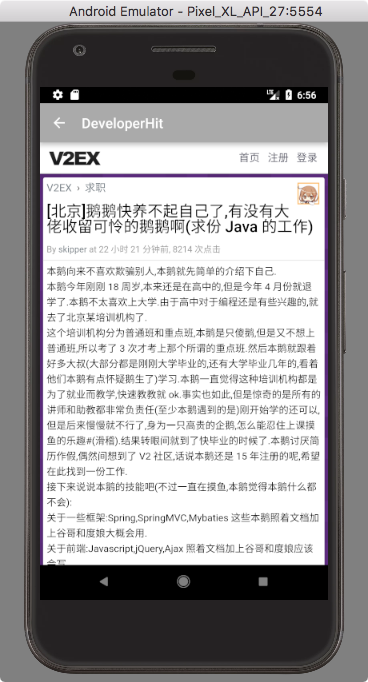 Android Emulator - Pixel_XL_API_27:5554
LTE 6:56
DeveloperHit
V2EX 首页 注册 登录
V2EX › 求职
[北京]鹅鹅快养不起自己了,有没有大
佬收留可怜的鹅鹅啊(求份 Java 的工作)
By skipper at 22 小时 21 分钟前, 8214 次点击
本鹅向来不喜欢欺骗别人,本鹅就先简单的介绍下自己.
本鹅今年刚刚 18 周岁,本来还是在高中的,但是今年 4 月份就退
学了.本鹅不太喜欢上大学.由于高中对于编程还是有些兴趣的,就
去了北京某培训机构了.
这个培训机构分为普通班和重点班,本鹅是只傻鹅,但是又不想上
普通班,所以考了 3 次才考上那个所谓的重点班.然后本鹅就跟着
好多大叔(大部分都是刚刚大学毕业的,还有大学毕业几年的,看着
他们本鹅有点怀疑鹅生了)学习.本鹅一直觉得这种培训机构都是
为了就业而教学,快速教教就 ok.事实也如此,但是惊奇的是所有的
讲师和助教都非常负责任(至少本鹅遇到的是)刚开始学的还可以,
但是后来慢慢就不行了,身为一只高贵的企鹅,怎么能忍住上课摸
鱼的乐趣#(滑稽).结果转眼间就到了快毕业的时候了.本鹅讨厌简
历作假,偶然间想到了 V2 社区,话说本鹅还是 15 年注册的呢,希望
在此找到一份工作.
接下来说说本鹅的技能吧(不过一直在摸鱼,本鹅觉得本鹅什么都
不会):
关于一些框架:Spring,SpringMVC,Mybaties 这些本鹅照着文档加
上谷哥和度娘大概会用.
关于前端:Javascript,jQuery,Ajax 照着文档加上谷哥和度娘应该
会写